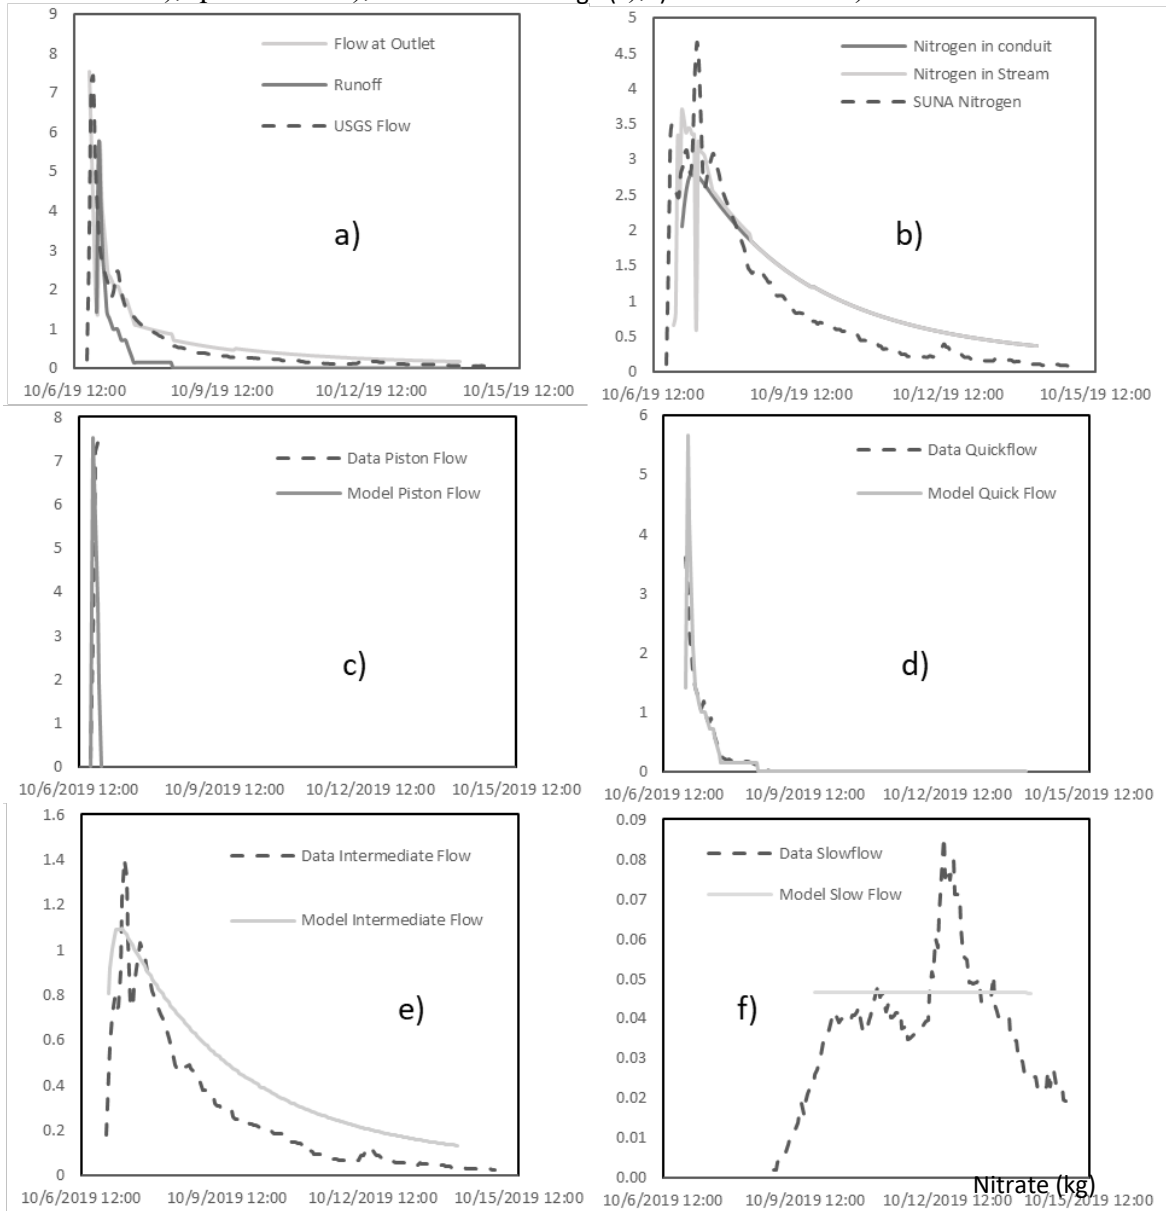 9
8
7
6
5
4
3
2
1
0
Flow at Outlet
Runoff
USGS Flow
a)
10/6/19 12:00 10/9/19 12:00 10/12/19 12:00 10/15/19 12:00
5
4.5
4
3.5
3
2.5
2
1.5
1
0.5
0
Nitrogen in conduit
Nitrogen in Stream
SUNA Nitrogen
b)
10/6/19 12:00 10/9/19 12:00 10/12/19 12:00 10/15/19 12:00
8
7
6
5
4
3
2
1
0
Data Piston Flow
Model Piston Flow
c)
10/6/2019 12:00 10/9/2019 12:00 10/12/2019 12:00 10/15/2019 12:00
6
5
4
3
2
1
0
Data Quickflow
Model Quick Flow
d)
10/6/2019 12:00 10/9/2019 12:00 10/12/2019 12:00 10/15/2019 12:00
1.6
1.4
1.2
1
0.8
0.6
0.4
0.2
0
Data Intermediate Flow
Model Intermediate Flow
e)
10/6/2019 12:00 10/9/2019 12:00 10/12/2019 12:00 10/15/2019 12:00
0.09
0.08
0.07
0.06
0.05
0.04
0.03
0.02
0.01
0.00
Data Slowflow
Model Slow Flow
f)
Nitrate (kg)
10/6/2019 12:00 10/9/2019 12:00 10/12/2019 12:00 10/15/2019 12:00